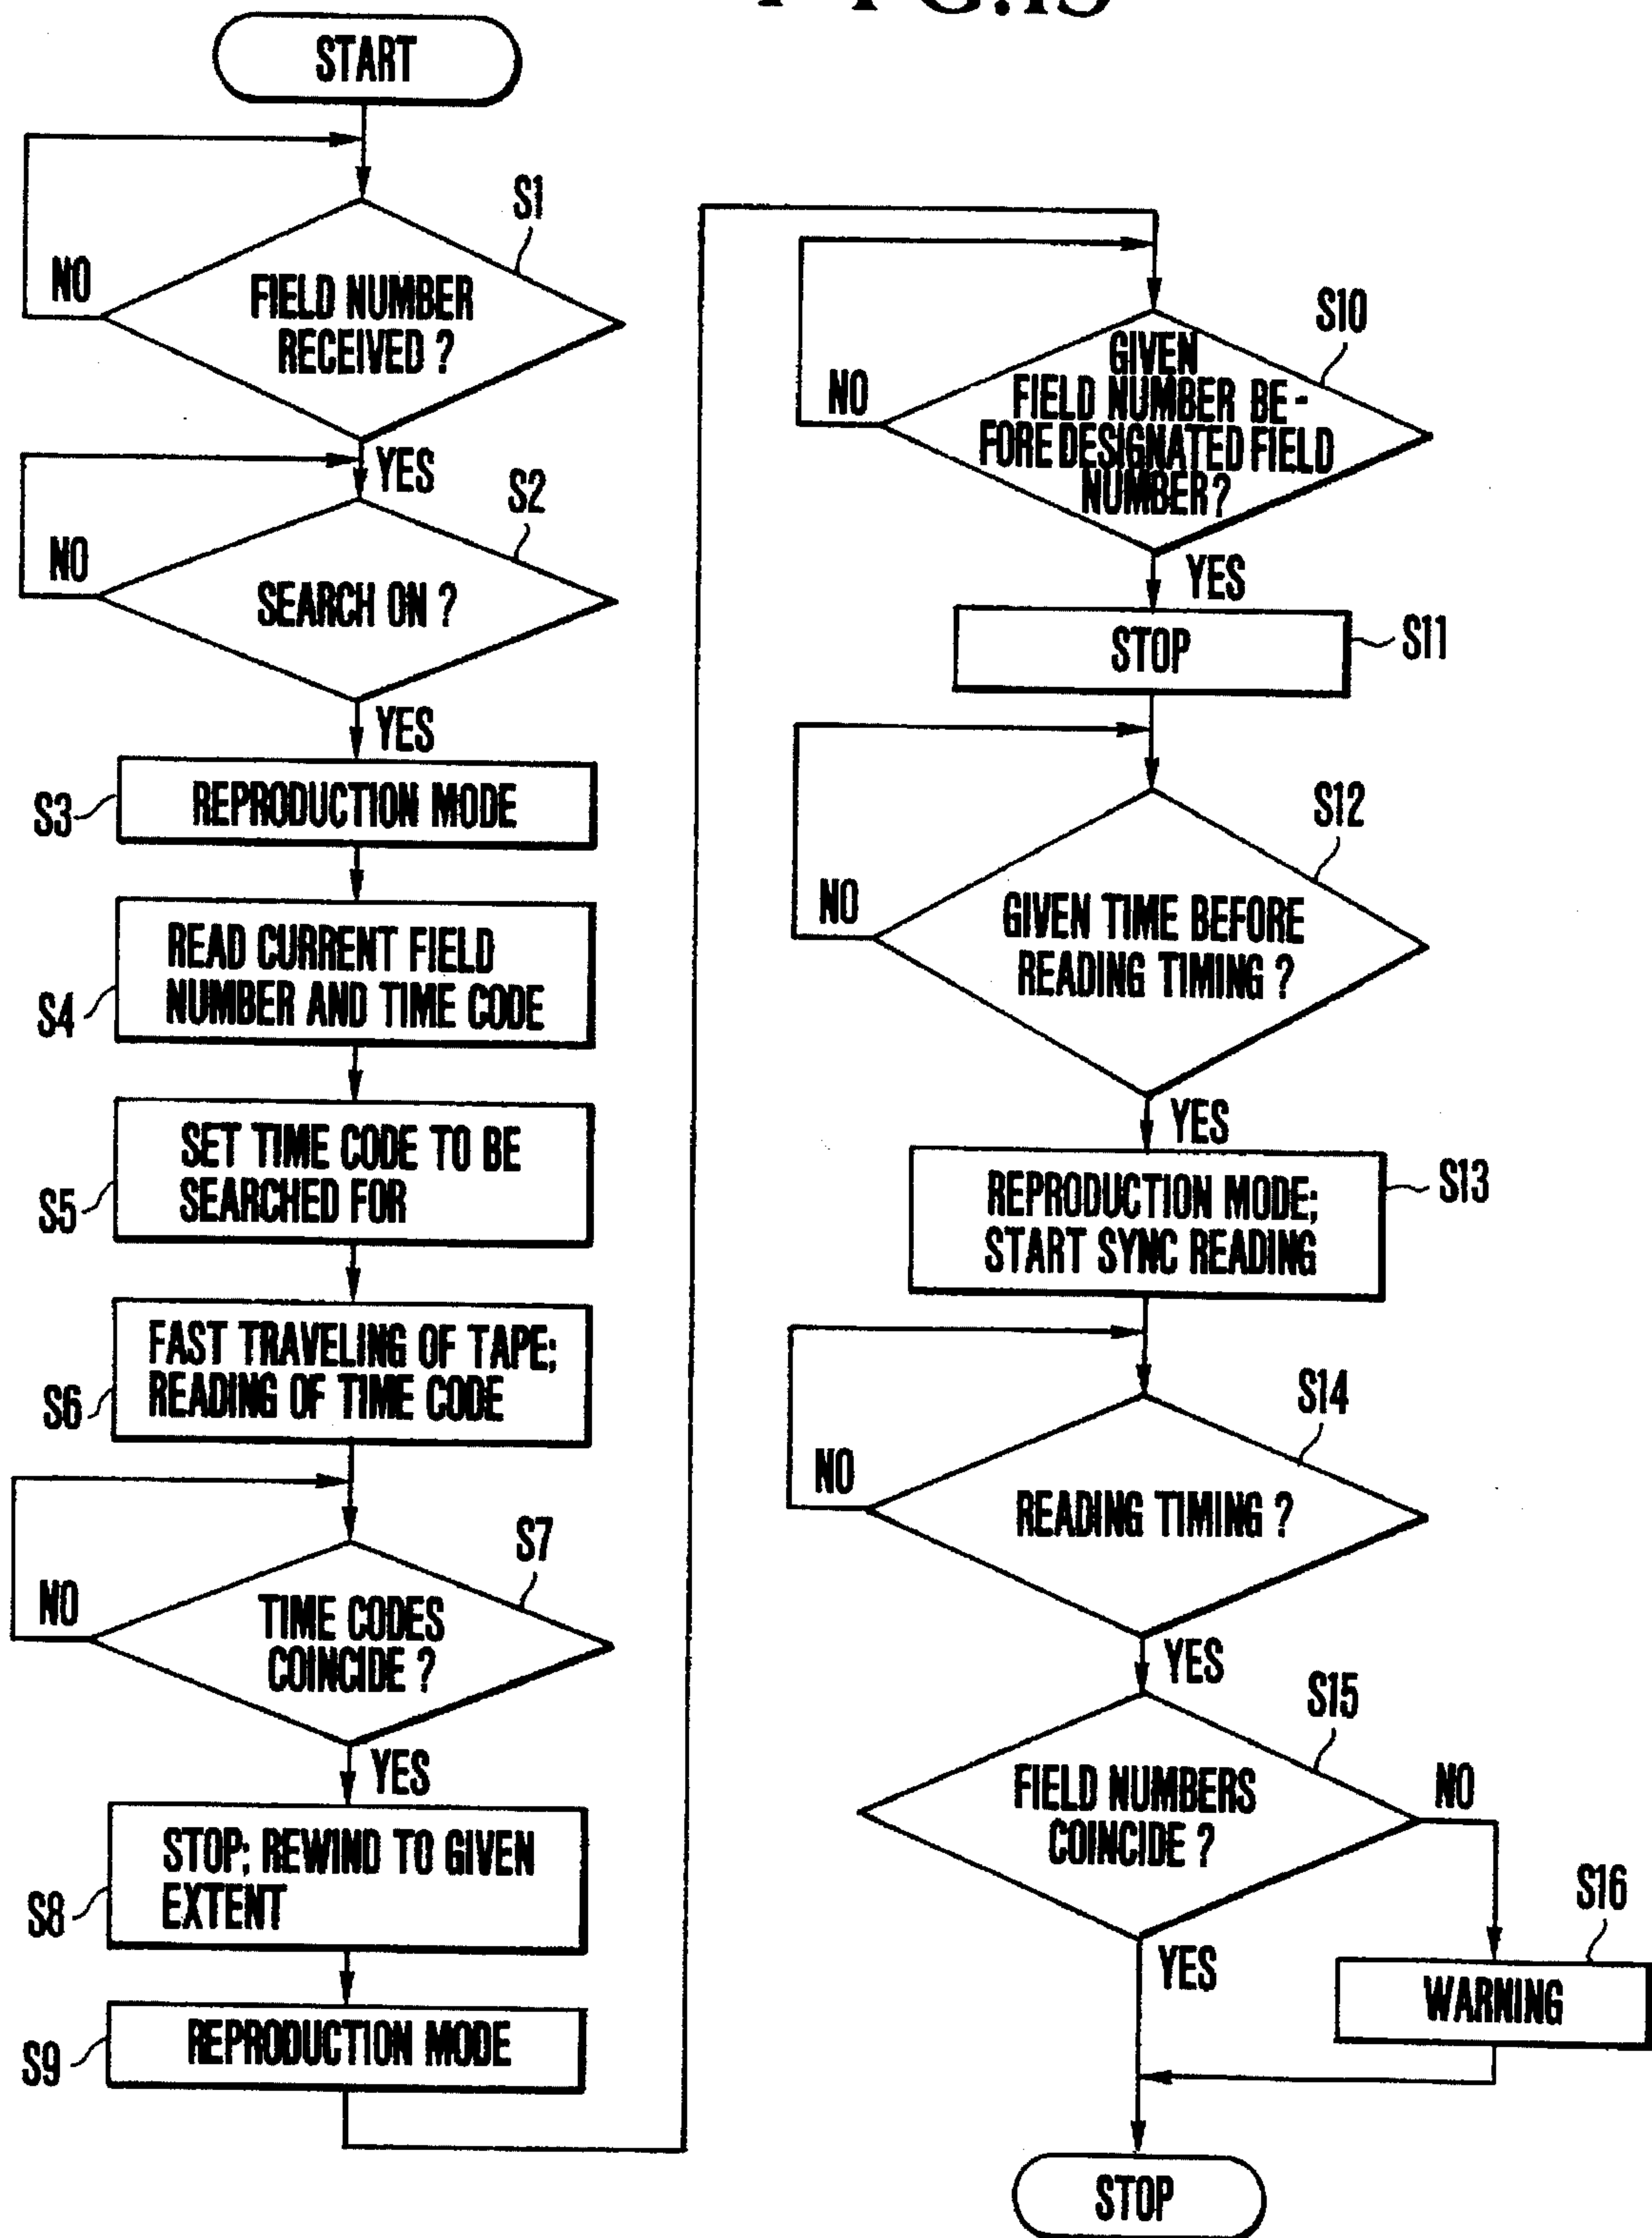 FIG.13
START
S1
NO
FIELD NUMBER
RECEIVED ?
YES
S2
NO
SEARCH ON ?
YES
S3
REPRODUCTION MODE
S4
READ CURRENT FIELD
NUMBER AND TIME CODE
S5
SET TIME CODE TO BE
SEARCHED FOR
S6
FAST TRAVELING OF TAPE;
READING OF TIME CODE
S7
NO
TIME CODES
COINCIDE ?
YES
S8
STOP; REWIND TO GIVEN
EXTENT
S9
REPRODUCTION MODE
S10
NO
GIVEN
FIELD NUMBER BE-
FORE DESIGNATED FIELD
NUMBER?
YES
STOP
S11
S12
NO
GIVEN TIME BEFORE
READING TIMING ?
YES
REPRODUCTION MODE;
START SYNC READING
S13
S14
NO
READING TIMING ?
YES
S15
FIELD NUMBERS
COINCIDE ?
NO
YES
S16
WARNING
STOP